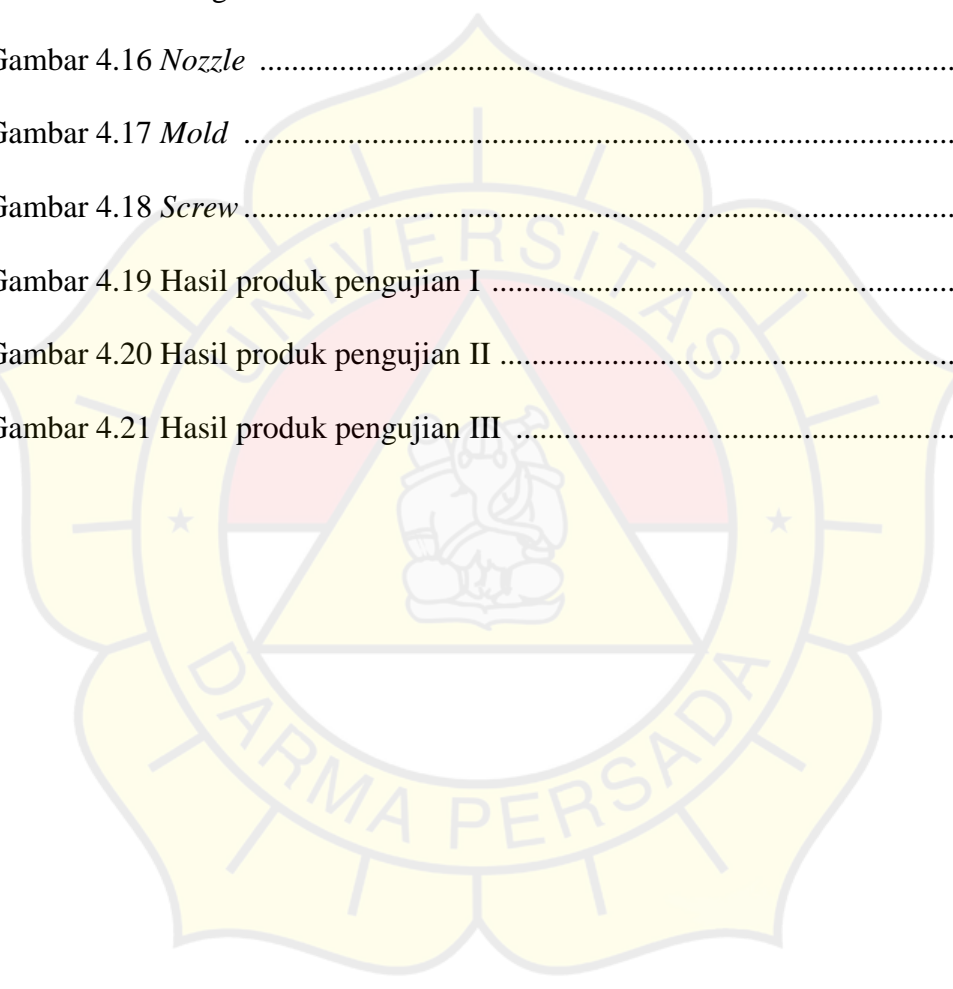 Gambar 4.16 Nozzle ....................................................................................
Gambar 4.17 Mold ......................................................................................
Gambar 4.18 Screw .....................................................................................
Gambar 4.19 Hasil produk pengujian I .......................................................
Gambar 4.20 Hasil produk pengujian II ......................................................
Gambar 4.21 Hasil produk pengujian III ....................................................
UNIVERSITAS
DARMA PERSADA